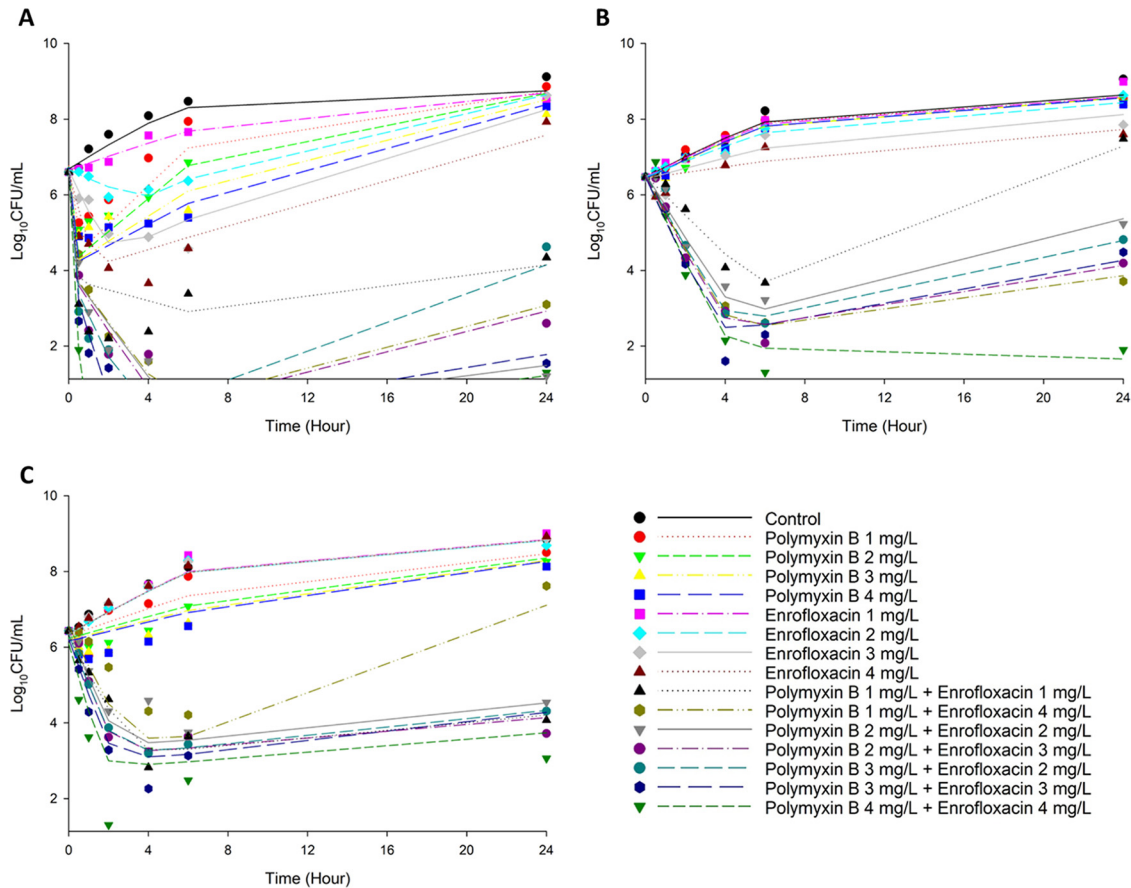 A
B
10
8
6
4
2
Log10CFU/mL
0
4
8
12
16
20
24
Time (Hour)
10
8
6
4
2
Log10CFU/mL
0
4
8
12
16
20
24
Time (Hour)
C
10
8
6
4
2
Log10CFU/mL
0
4
8
12
16
20
24
Time (Hour)
Control
Polymyxin B 1 mg/L
Polymyxin B 2 mg/L
Polymyxin B 3 mg/L
Polymyxin B 4 mg/L
Enrofloxacin 1 mg/L
Enrofloxacin 2 mg/L
Enrofloxacin 3 mg/L
Enrofloxacin 4 mg/L
Polymyxin B 1 mg/L + Enrofloxacin 1 mg/L
Polymyxin B 1 mg/L + Enrofloxacin 4 mg/L
Polymyxin B 2 mg/L + Enrofloxacin 2 mg/L
Polymyxin B 2 mg/L + Enrofloxacin 3 mg/L
Polymyxin B 3 mg/L + Enrofloxacin 2 mg/L
Polymyxin B 3 mg/L + Enrofloxacin 3 mg/L
Polymyxin B 4 mg/L + Enrofloxacin 4 mg/L